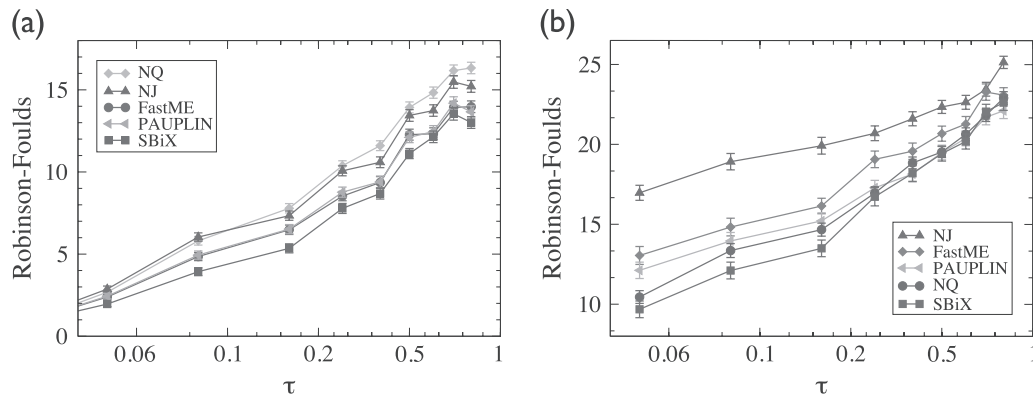 (a)
Robinson-Foulds
15
10
5
0
NQ
NJ
FastME
PAUPLIN
SBiX
0.06
0.1
0.2
0.5
1
τ
(b)
Robinson-Foulds
25
20
15
10
NJ
FastME
PAUPLIN
NQ
SBiX
0.06
0.1
0.2
0.5
1
τ